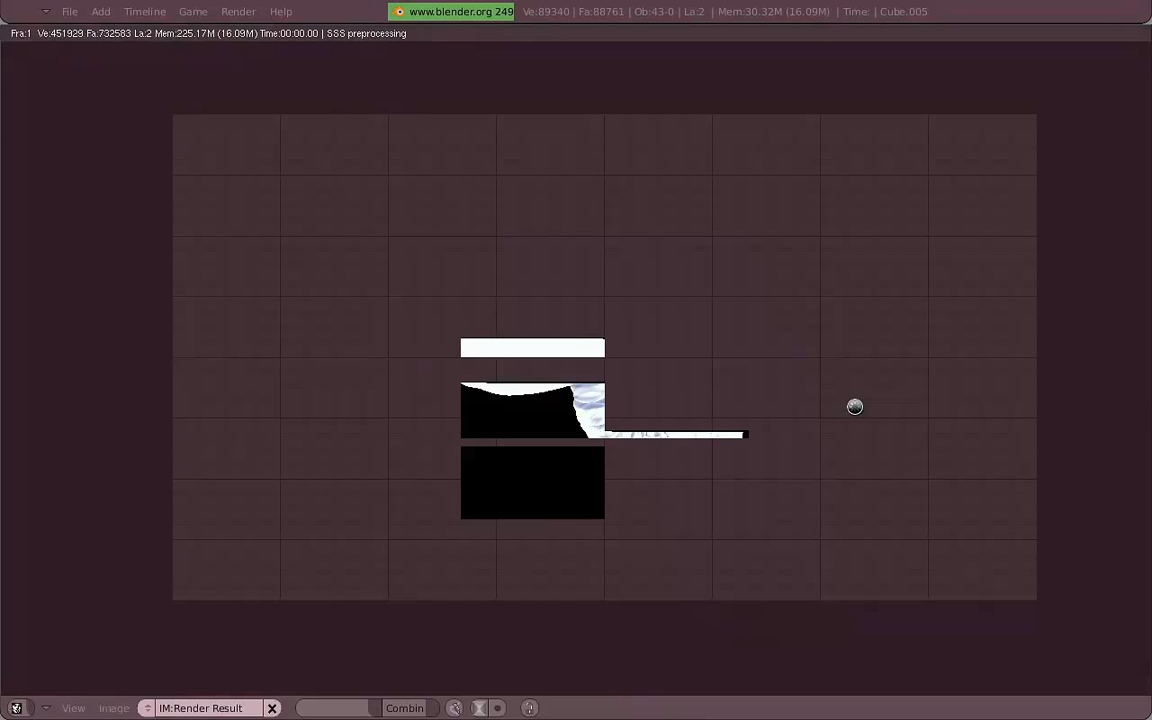 File Add Timeline Game Render Help www.blender.org 249 Ve:89340 | Fa:88761 | Ob:43-0 | La:2 | Mem:30.32M (16.09M) | Time: | Cube.005
Fra:1 Ve:451929 Fa:732583 La:2 Mem:225.17M (16.09M) Time:00:00.00 | SSS preprocessing
View Image IM:Render Result Combin